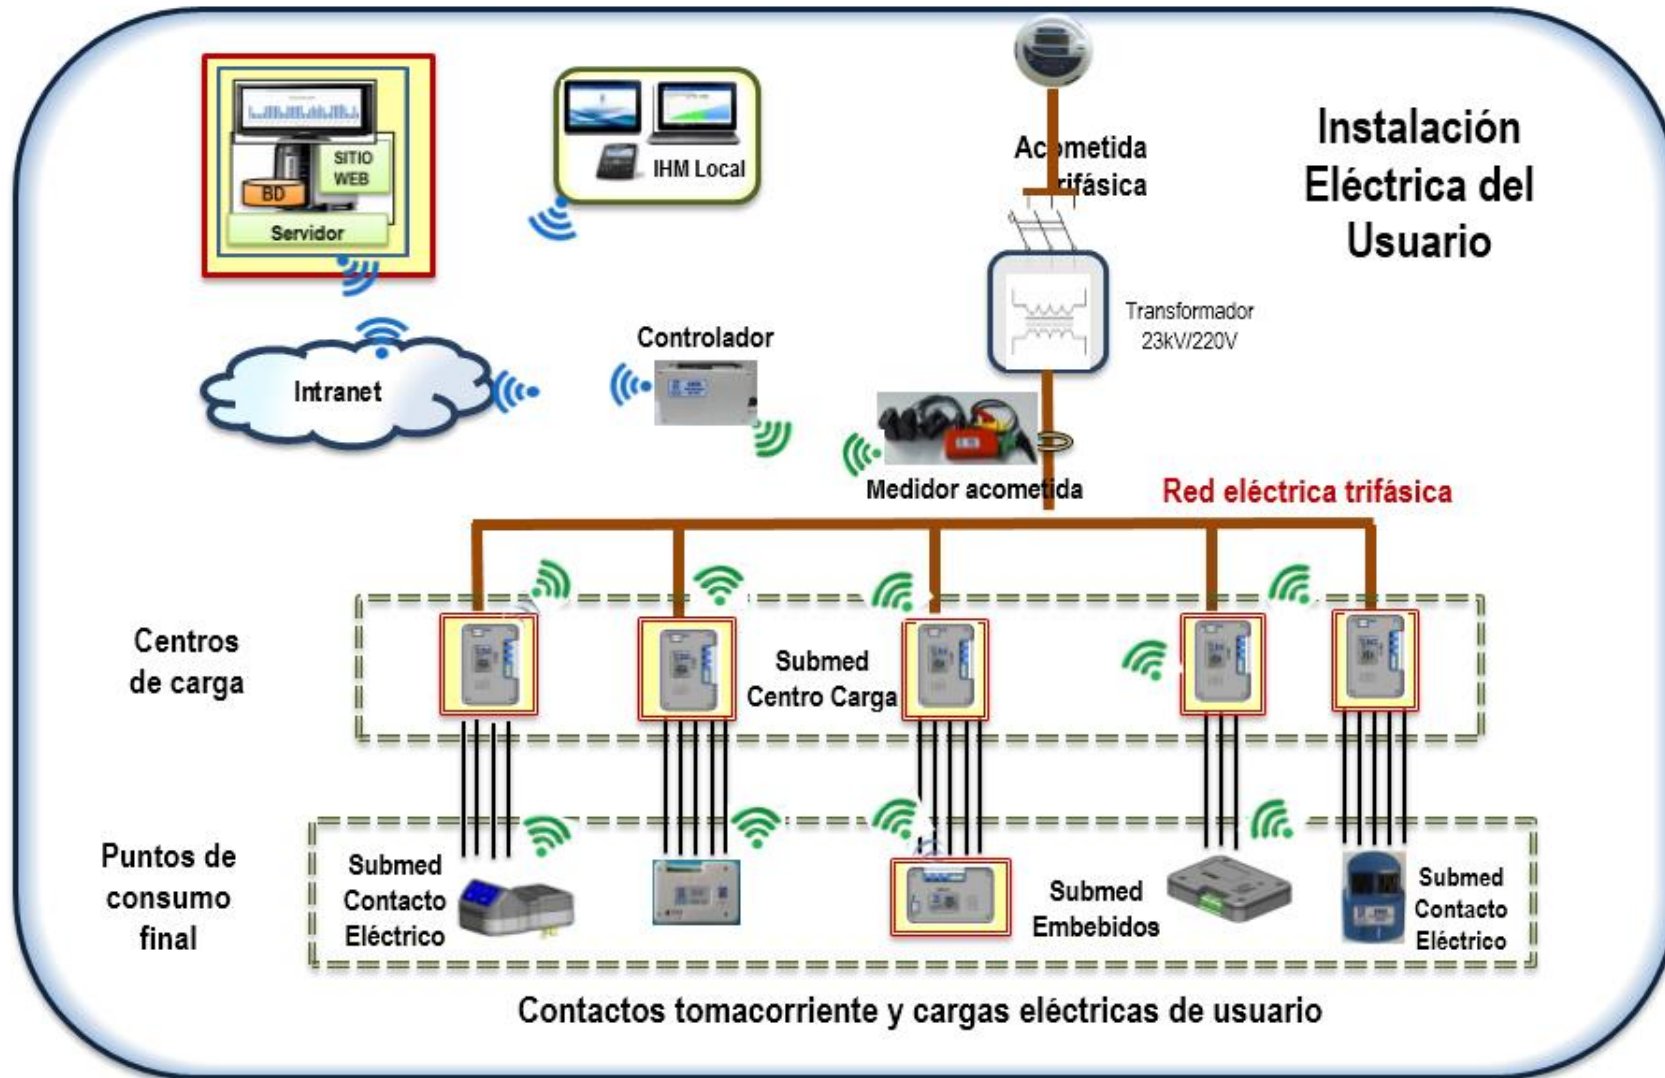 Instalación
Eléctrica del
Usuario
SITIO
WEB
BD
Servidor
IHM Local
Acometida
trifásica
Transformador
23kV/220V
Controlador
Intranet
Medidor acometida
Red eléctrica trifásica
Centros
de carga
Submed
Centro Carga
Puntos de
consumo
final
Submed
Contacto
Eléctrico
Submed
Embebidos
Submed
Contacto
Eléctrico
Contactos tomacorriente y cargas eléctricas de usuario